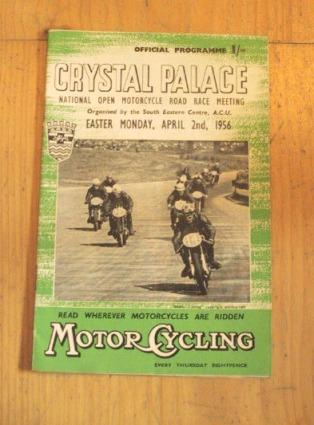 OFFICIAL PROGRAMME 1/-
CRYSTAL PALACE
NATIONAL OPEN MOTORCYCLE ROAD RACE MEETING
Organised by the South Eastern Centre, A.C.U.
EASTER MONDAY, APRIL 2nd, 1956
READ WHEREVER MOTORCYCLES ARE RIDDEN
MOTOR CYCLING
EVERY THURSDAY EIGHTPENCE